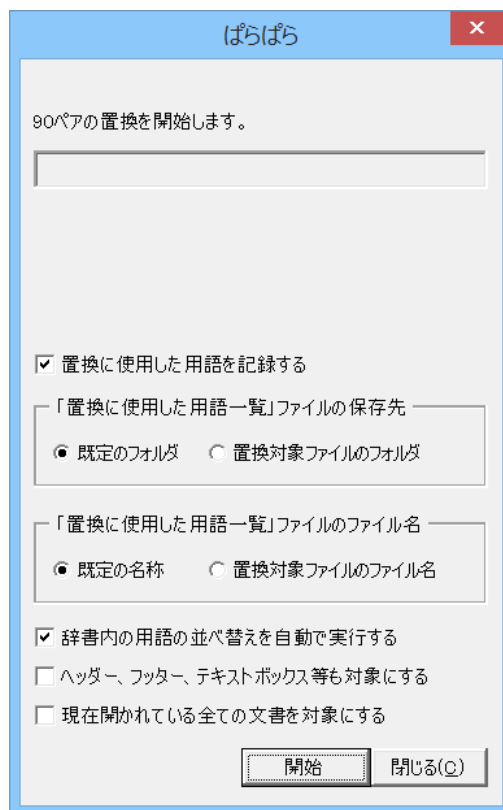 ぱらぱら
90ペアの置換を開始します。
置換に使用した用語を記録する
「置換に使用した用語一覧」ファイルの保存先
既定のフォルダ 置換対象ファイルのフォルダ
「置換に使用した用語一覧」ファイルのファイル名
既定の名称 置換対象ファイルのファイル名
辞書内の用語の並べ替えを自動で実行する
ヘッダー、フッター、テキストボックス等も対象にする
現在開かれている全ての文書を対象にする
開始 閉じる(C)